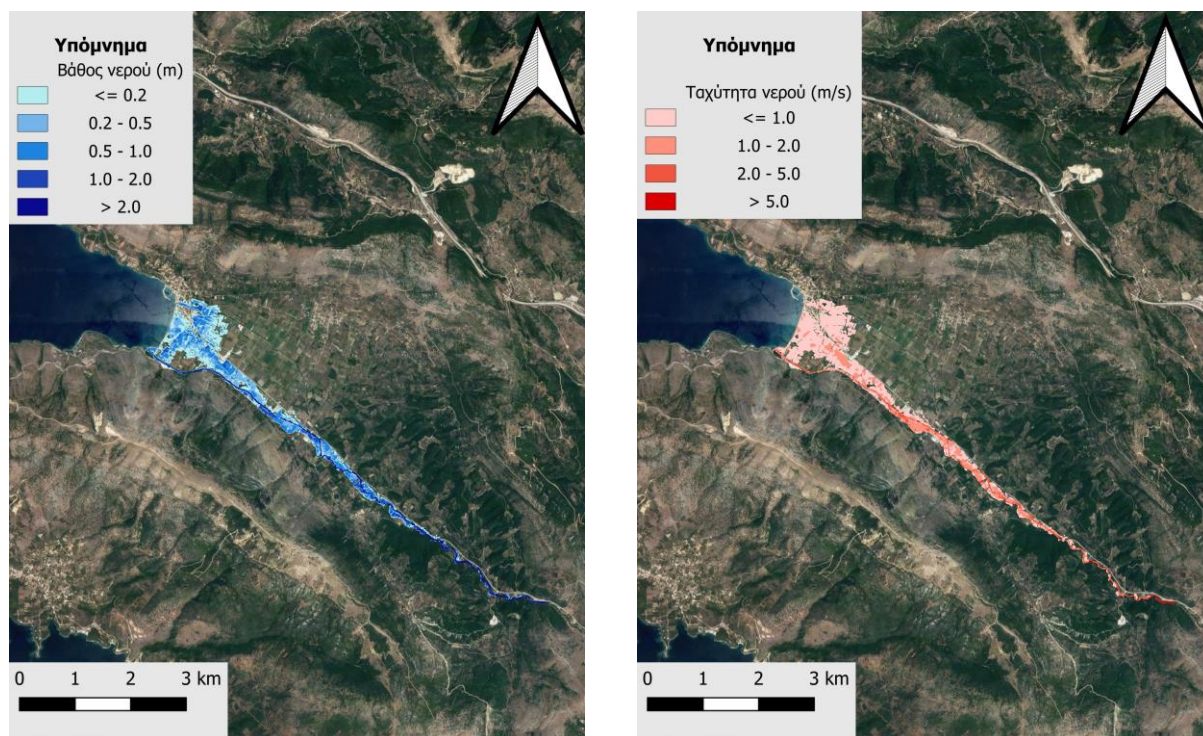 Υπόμνημα
Βάθος νερού (m)
<= 0.2
0.2 - 0.5
0.5 - 1.0
1.0 - 2.0
> 2.0
0 1 2 3 km
Υπόμνημα
Ταχύτητα νερού (m/s)
<= 1.0
1.0 - 2.0
2.0 - 5.0
> 5.0
0 1 2 3 km